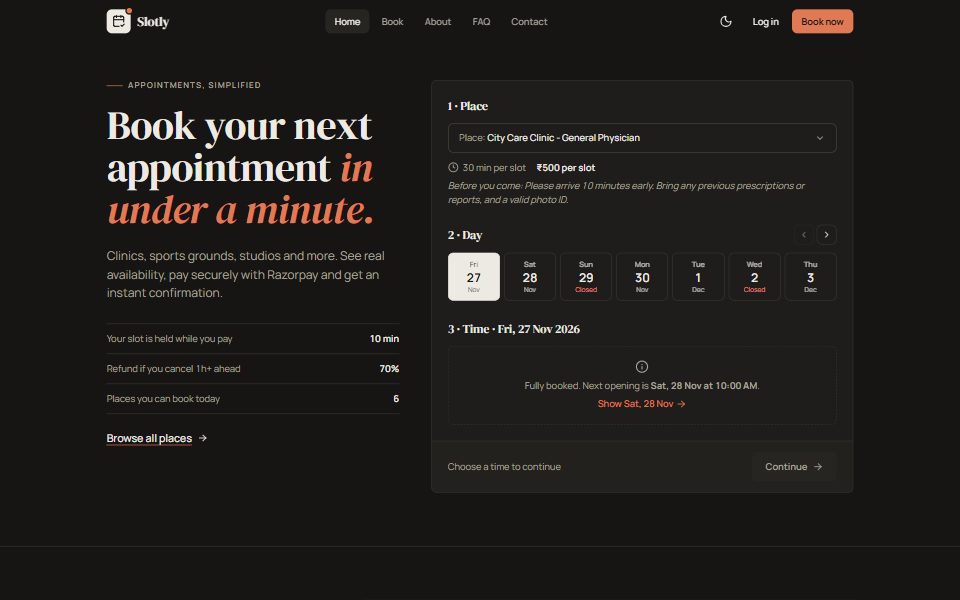 Slotly
Home
Book
About
FAQ
Contact
Log in
Book now
APPOINTMENTS, SIMPLIFIED
Book your next
appointment in
under a minute.
Clinics, sports grounds, studios and more. See real
availability, pay securely with Razorpay and get an
instant confirmation.
Your slot is held while you pay 10 min
Refund if you cancel 1h+ ahead 70%
Places you can book today 6
Browse all places →
1 · Place
Place: City Care Clinic - General Physician
30 min per slot ₹500 per slot
Before you come: Please arrive 10 minutes early. Bring any previous prescriptions or
reports, and a valid photo ID.
2 · Day
Fri
27
Nov
Sat
28
Nov
Sun
29
Closed
Mon
30
Nov
Tue
1
Dec
Wed
2
Closed
Thu
3
Dec
3 · Time · Fri, 27 Nov 2026
Fully booked. Next opening is Sat, 28 Nov at 10:00 AM.
Show Sat, 28 Nov →
Choose a time to continue
Continue →